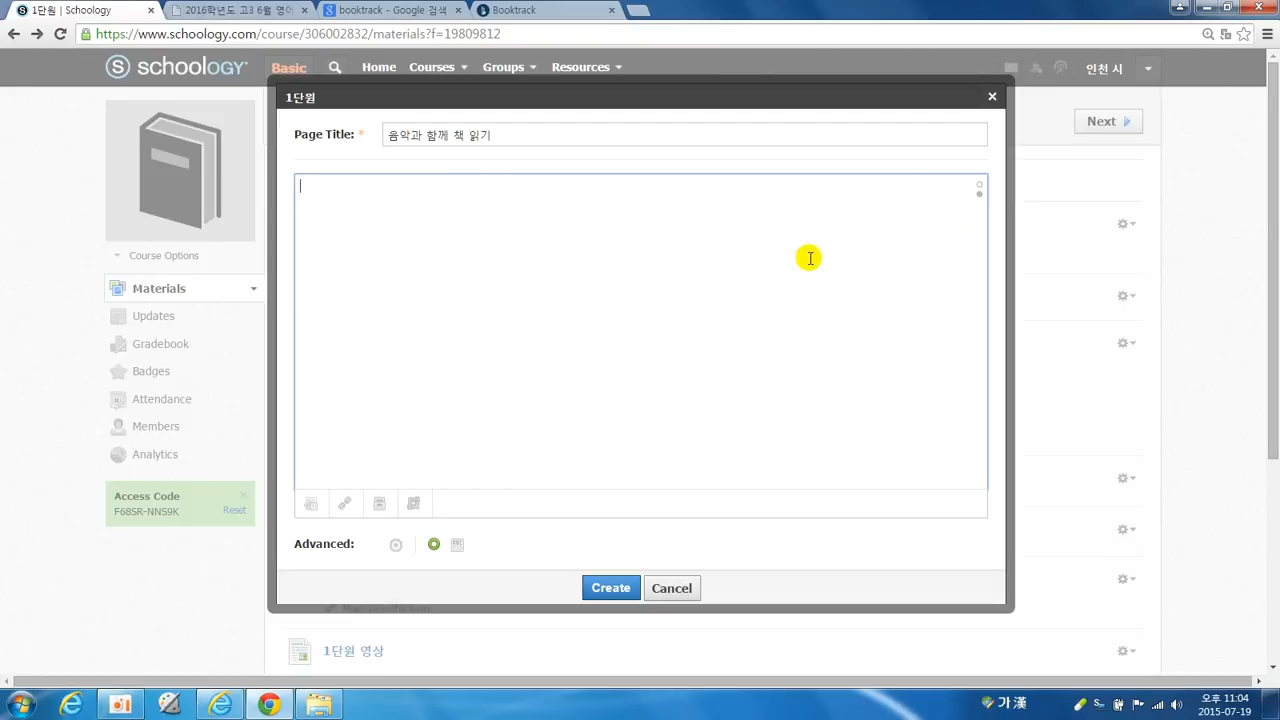 1단원 | Schoology
2016학년도 고3 6월 영어
booktrack - Google 검색
Booktrack
https://www.schoology.com/course/306002832/materials?f=19809812
S schoology
Basic
Home
Courses
Groups
Resources
인천 시
1단원
Page Title: *
음악과 함께 책 읽기
Next
Course Options
Materials
Updates
Gradebook
Badges
Attendance
Members
Analytics
Access Code
F68SR-NNS9K
Reset
Advanced:
Create
Cancel
1단원 영상
가 漢
오후 11:04
2015-07-19